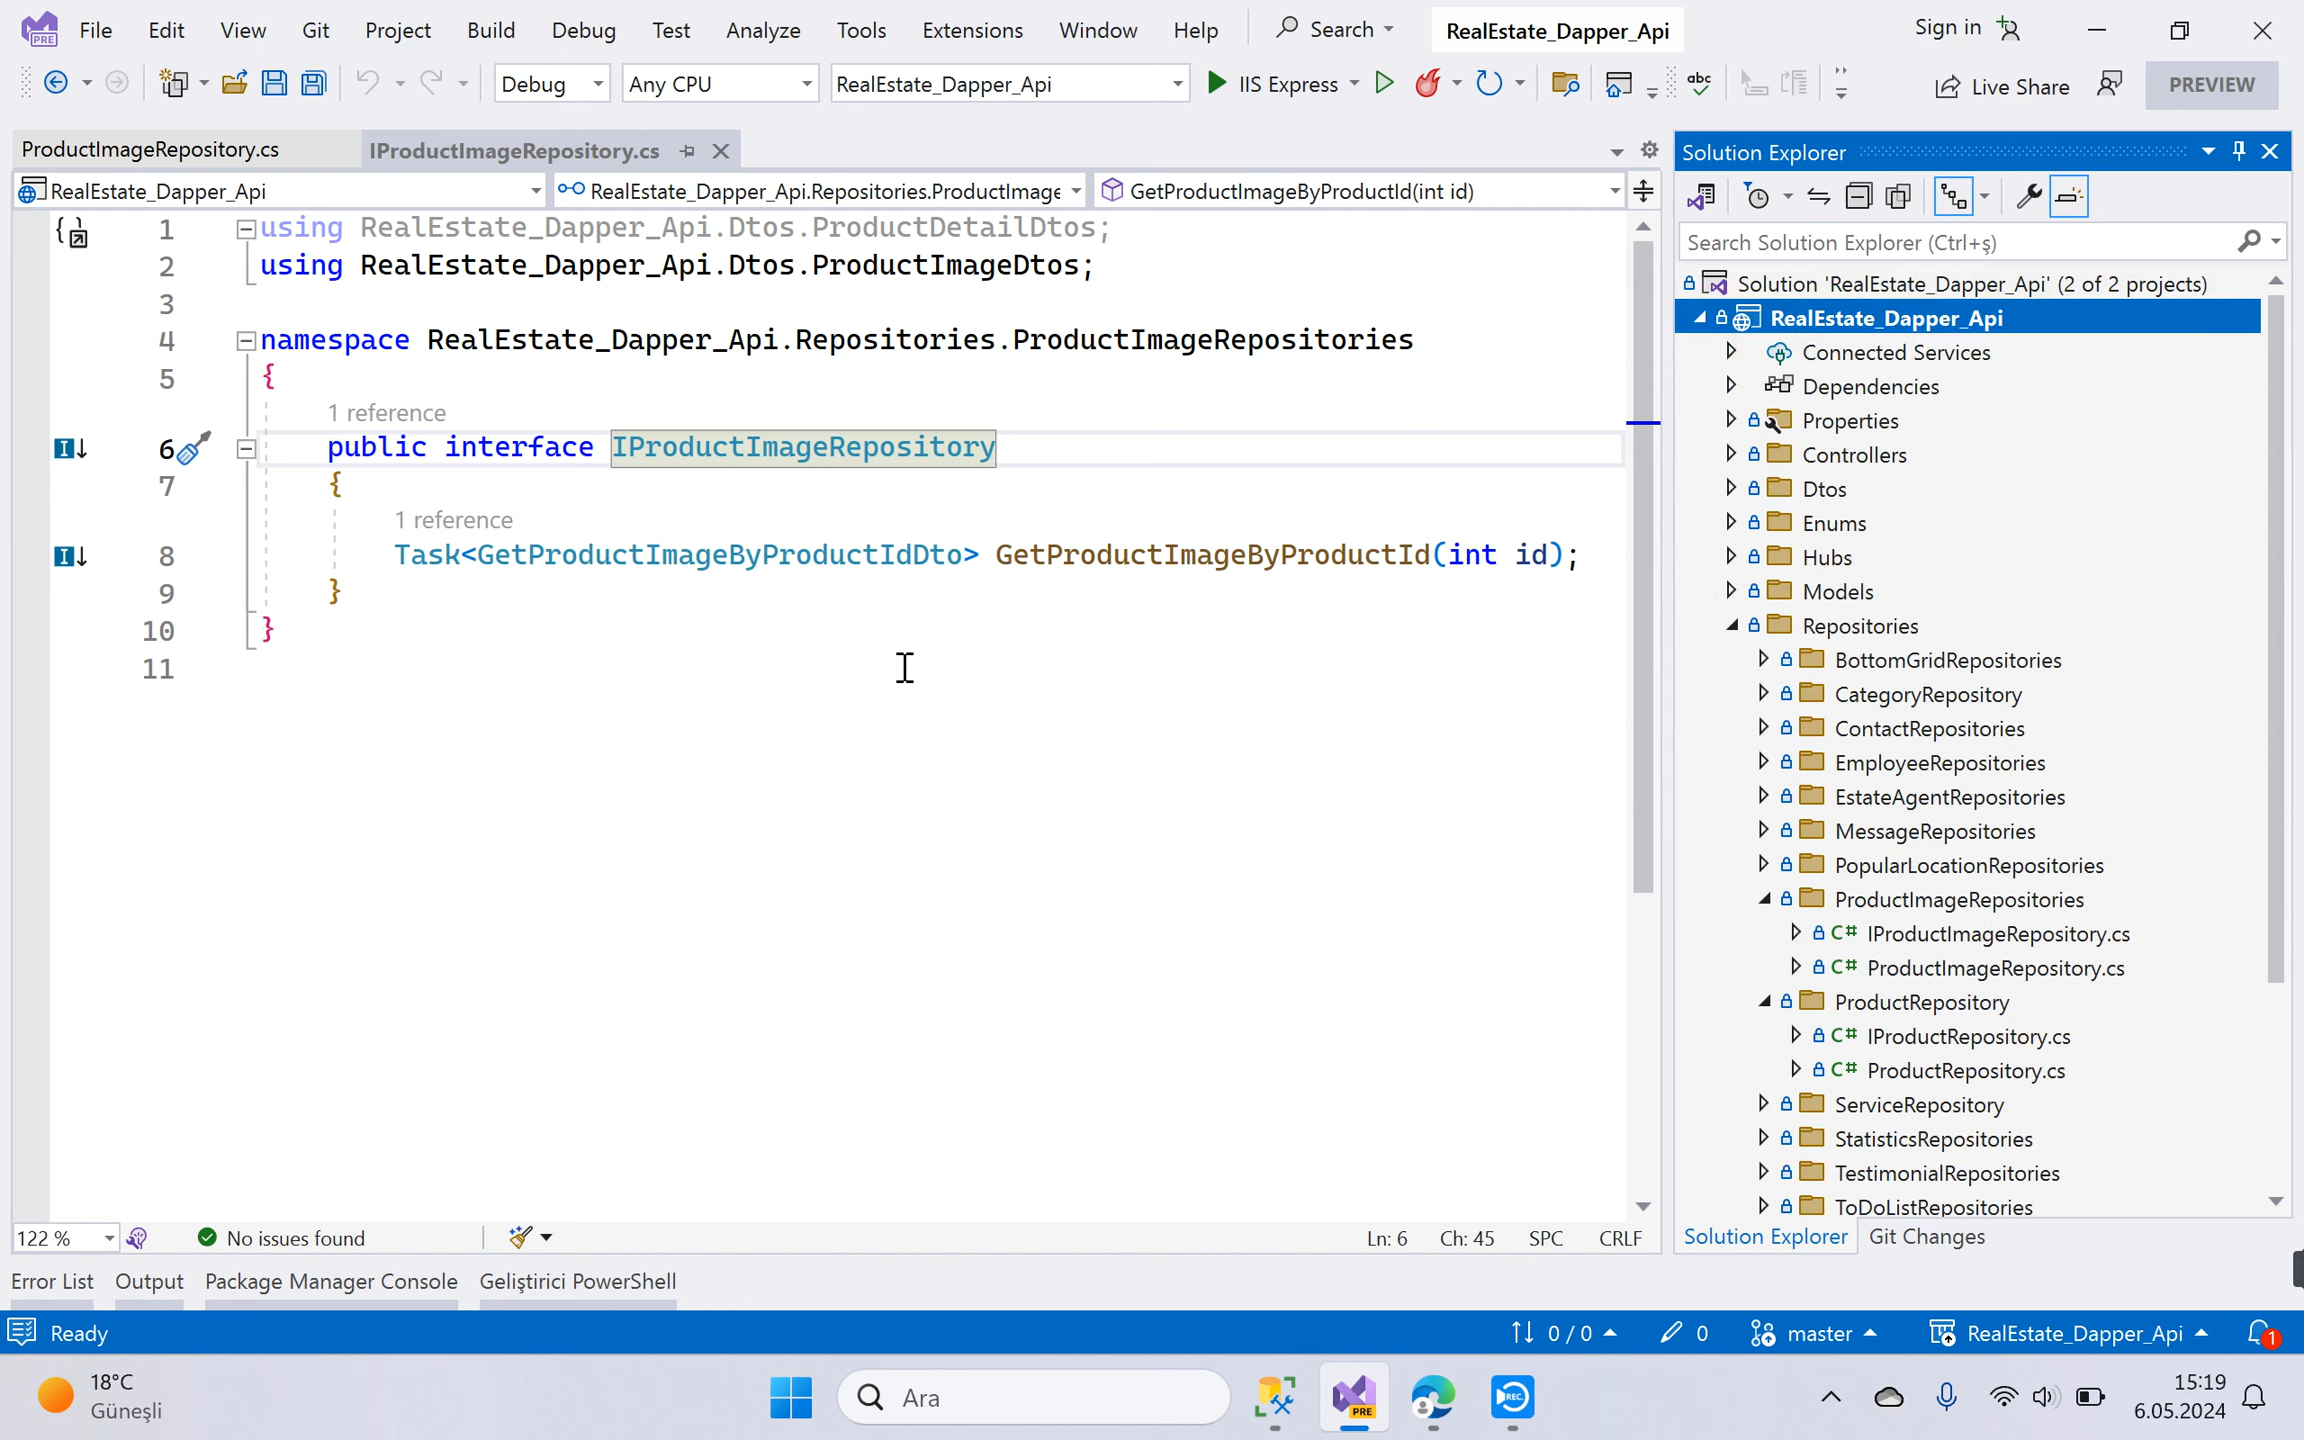 File Edit View Git Project Build Debug Test Analyze Tools Extensions Window Help Search RealEstate_Dapper_Api Sign in
PRE
Debug Any CPU RealEstate_Dapper_Api IIS Express abc Live Share PREVIEW
ProductImageRepository.cs IProductImageRepository.cs
RealEstate_Dapper_Api RealEstate_Dapper_Api.Repositories.ProductImage GetProductImageByProductId(int id)
1 using RealEstate_Dapper_Api.Dtos.ProductDetailDtos;
2 using RealEstate_Dapper_Api.Dtos.ProductImageDtos;
3
4 namespace RealEstate_Dapper_Api.Repositories.ProductImageRepositories
5 {
1 reference
6 public interface IProductImageRepository
7 {
1 reference
8 Task<GetProductImageByProductIdDto> GetProductImageByProductId(int id);
9 }
10 }
11
122 % No issues found Ln: 6 Ch: 45 SPC CRLF
Solution Explorer
Search Solution Explorer (Ctrl+ş)
Solution 'RealEstate_Dapper_Api' (2 of 2 projects)
RealEstate_Dapper_Api
Connected Services
Dependencies
Properties
Controllers
Dtos
Enums
Hubs
Models
Repositories
BottomGridRepositories
CategoryRepository
ContactRepositories
EmployeeRepositories
EstateAgentRepositories
MessageRepositories
PopularLocationRepositories
ProductImageRepositories
C# IProductImageRepository.cs
C# ProductImageRepository.cs
ProductRepository
C# IProductRepository.cs
C# ProductRepository.cs
ServiceRepository
StatisticsRepositories
TestimonialRepositories
ToDoListRepositories
Solution Explorer Git Changes
Error List Output Package Manager Console Geliştirici PowerShell
Ready 0 / 0 0 master RealEstate_Dapper_Api 1
18°C
Güneşli
Ara
PRE
REC
15:19
6.05.2024